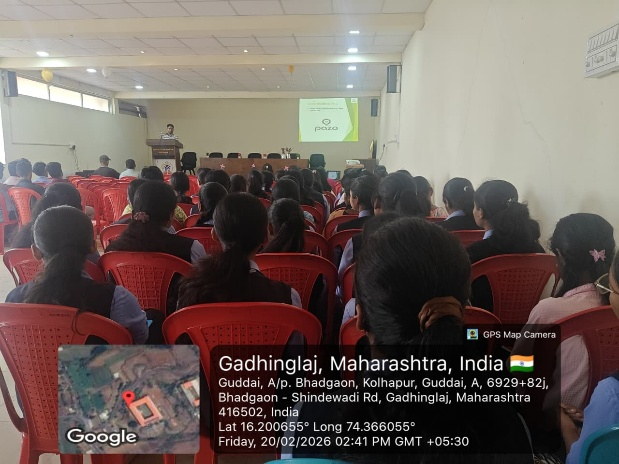 paza
GPS Map Camera
Gadhinglaj, Maharashtra, India
Guddai, A/p. Bhadgaon, Kolhapur, Guddai, A, 6929+82j,
Bhadgaon - Shindewadi Rd, Gadhinglaj, Maharashtra
416502, India
Lat 16.200655° Long 74.366055°
Friday, 20/02/2026 02:41 PM GMT +05:30
Google